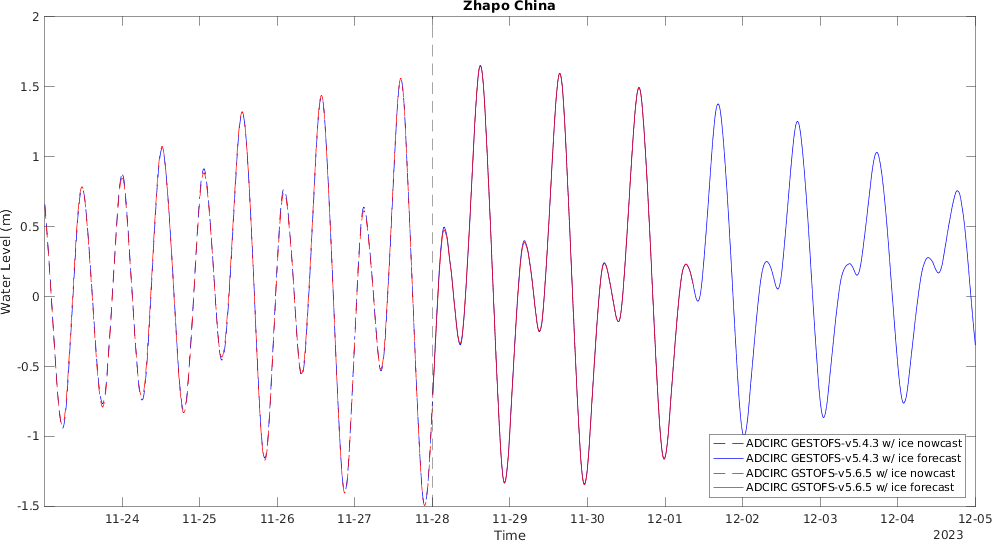 Zhapo China
2
1.5
1
0.5
0
-0.5
-1
-1.5
Water Level (m)
11-24 11-25 11-26 11-27 11-28 11-29 11-30 12-01 12-02 12-03 12-04 12-05
Time
2023
ADCIRC GESTOFS-v5.4.3 w/ ice nowcast
ADCIRC GESTOFS-v5.4.3 w/ ice forecast
ADCIRC GSTOFS-v5.6.5 w/ ice nowcast
ADCIRC GSTOFS-v5.6.5 w/ ice forecast